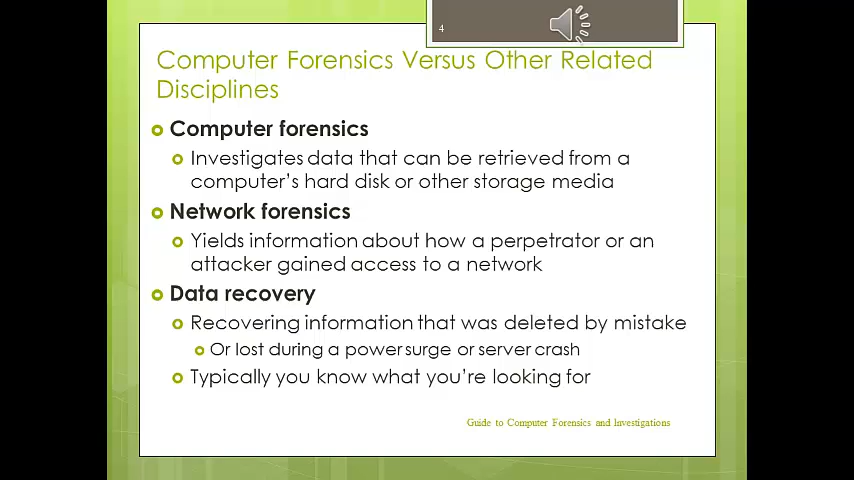 4
Computer Forensics Versus Other Related
Disciplines
Computer forensics
Investigates data that can be retrieved from a
computer's hard disk or other storage media
Network forensics
Yields information about how a perpetrator or an
attacker gained access to a network
Data recovery
Recovering information that was deleted by mistake
Or lost during a power surge or server crash
Typically you know what you're looking for
Guide to Computer Forensics and Investigations